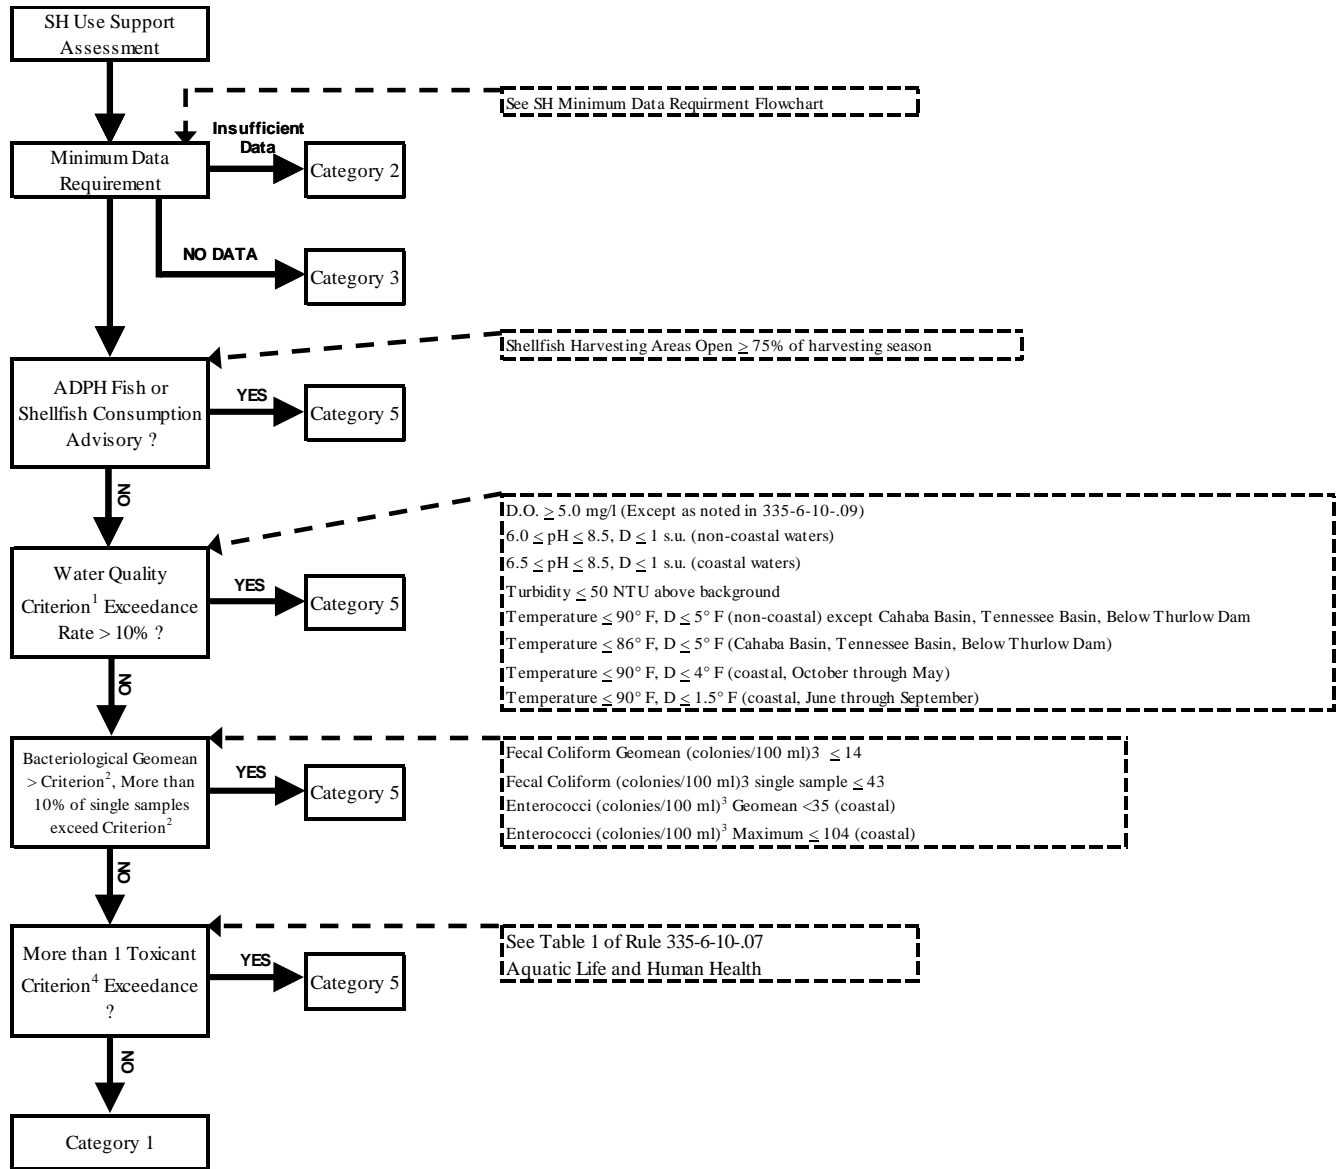 SH Use Support
Assessment
See SH Minimum Data Requirment Flowchart
Insufficient
Data
Minimum Data
Requirement
Category 2
NO DATA
Category 3
Shellfish Harvesting Areas Open ≥ 75% of harvesting season
ADPH Fish or
Shellfish Consumption
Advisory ?
YES
Category 5
NO
D.O. ≥ 5.0 mg/l (Except as noted in 335-6-10-.09)
6.0 ≤ pH ≤ 8.5, D ≤ 1 s.u. (non-coastal waters)
6.5 ≤ pH ≤ 8.5, D ≤ 1 s.u. (coastal waters)
Turbidity ≤ 50 NTU above background
Temperature ≤ 90° F, D ≤ 5° F (non-coastal) except Cahaba Basin, Tennessee Basin, Below Thurlow Dam
Temperature ≤ 86° F, D ≤ 5° F (Cahaba Basin, Tennessee Basin, Below Thurlow Dam)
Temperature ≤ 90° F, D ≤ 4° F (coastal, October through May)
Temperature ≤ 90° F, D ≤ 1.5° F (coastal, June through September)
Water Quality
Criterion¹ Exceedance
Rate > 10% ?
YES
Category 5
NO
Fecal Coliform Geomean (colonies/100 ml)3 ≤ 14
Fecal Coliform (colonies/100 ml)3 single sample ≤ 43
Enterococci (colonies/100 ml)³ Geomean <35 (coastal)
Enterococci (colonies/100 ml)³ Maximum ≤ 104 (coastal)
Bacteriological Geomean
> Criterion², More than
10% of single samples
exceed Criterion²
YES
Category 5
NO
See Table 1 of Rule 335-6-10-.07
Aquatic Life and Human Health
More than 1 Toxicant
Criterion⁴ Exceedance
?
YES
Category 5
NO
Category 1